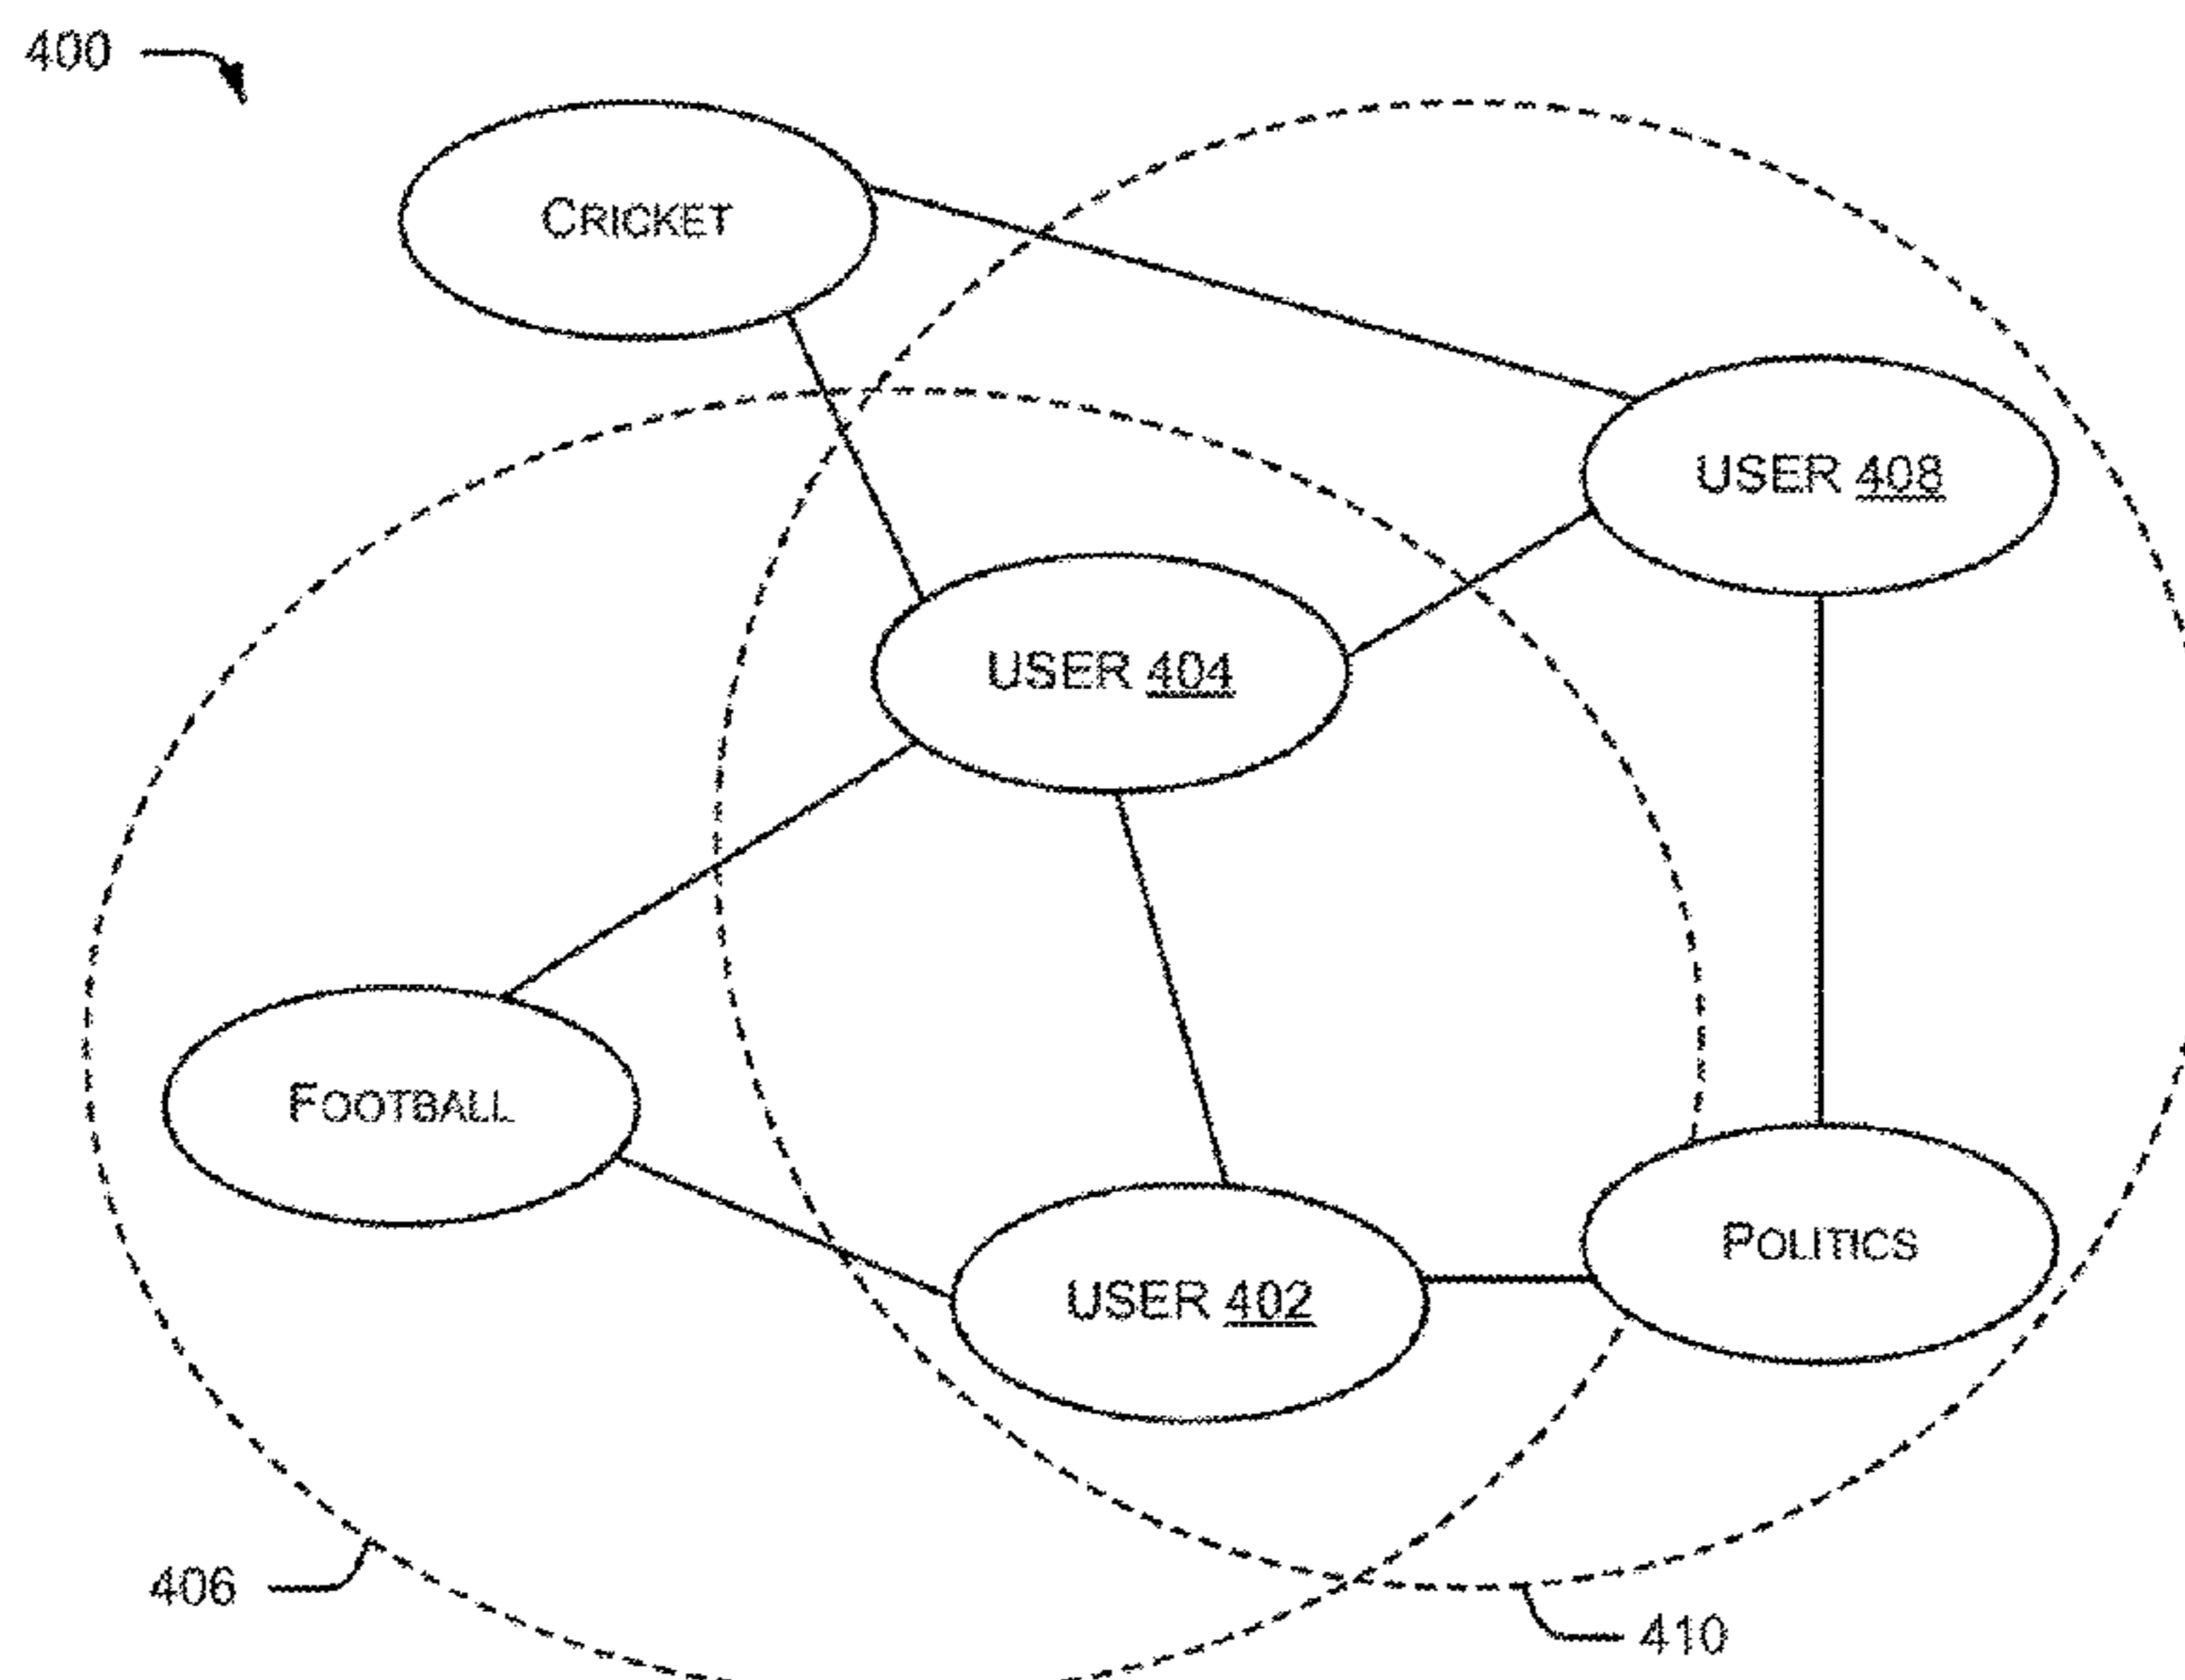 400
CRICKET
USER 408
USER 404
FOOTBALL
POLITICS
USER 402
406
410